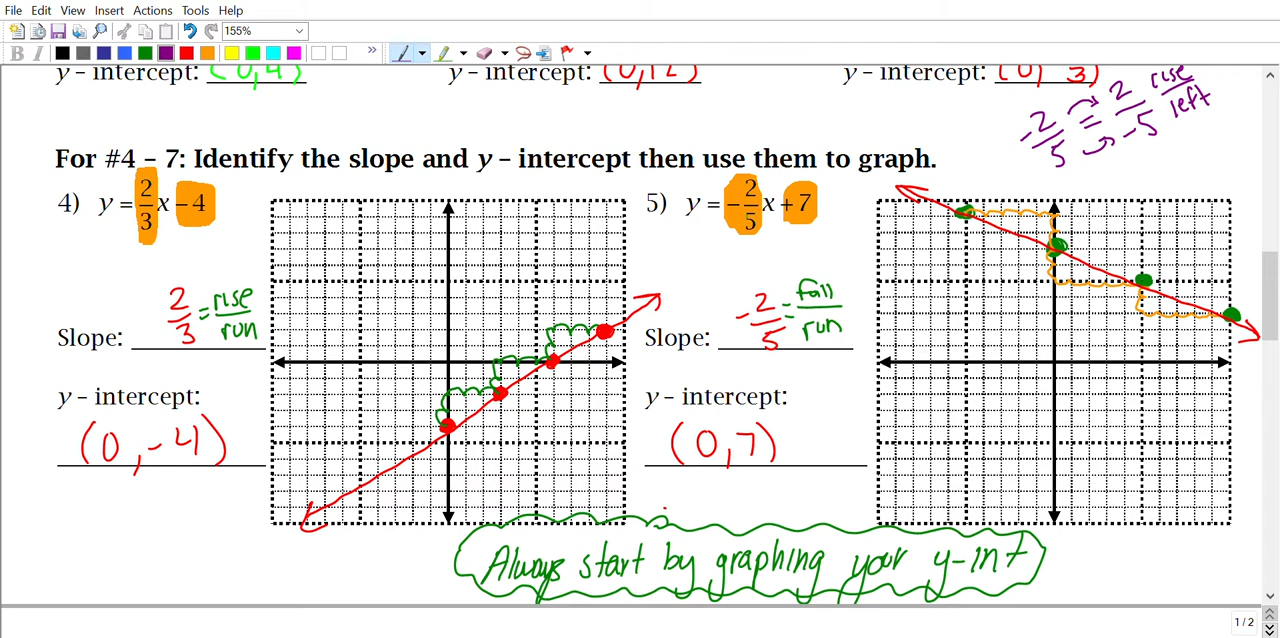 File Edit View Insert Actions Tools Help
155%
B I
y – intercept: (0,4) y – intercept: (0,12) y – intercept: (0, 3)
-2/5 = 2/-5 rise/left
For #4 – 7: Identify the slope and y – intercept then use them to graph.
4) y = 2/3 x – 4 5) y = – 2/5 x + 7
Slope: 2/3 = rise/run Slope: -2/5 = fall/run
y – intercept: y – intercept:
(0, -4) (0, 7)
Always start by graphing your y-int
1 / 2